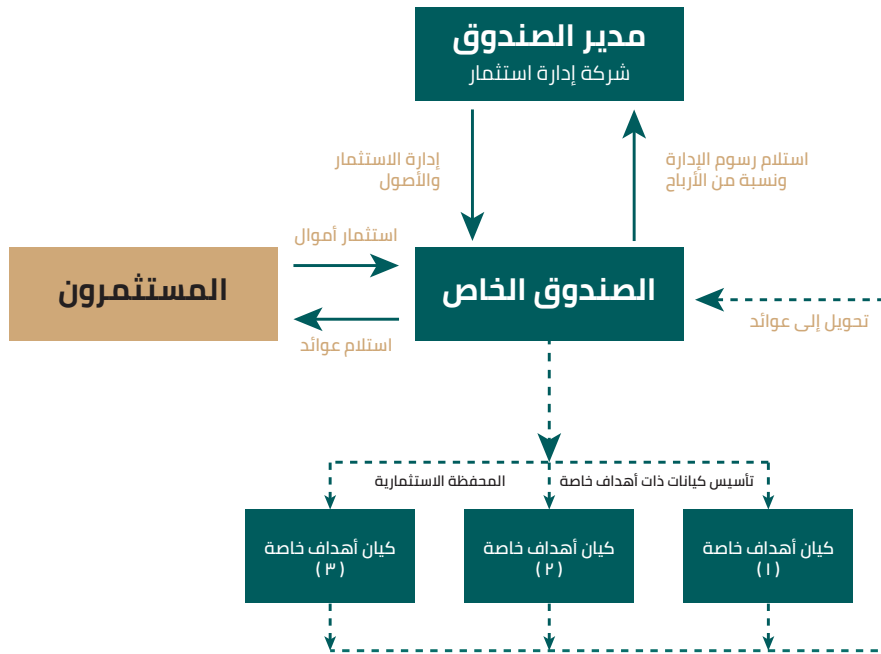 مدير الصندوق
شركة إدارة استثمار
استلام رسوم الإدارة
ونسبة من الأرباح
إدارة الاستثمار
والأصول
استثمار أموال
المستثمرون
الصندوق الخاص
تحويل إلى عوائد
استلام عوائد
تأسيس كيانات ذات أهداف خاصة
المحفظة الاستثمارية
كيان أهداف خاصة
(١)
كيان أهداف خاصة
(٢)
كيان أهداف خاصة
(٣)